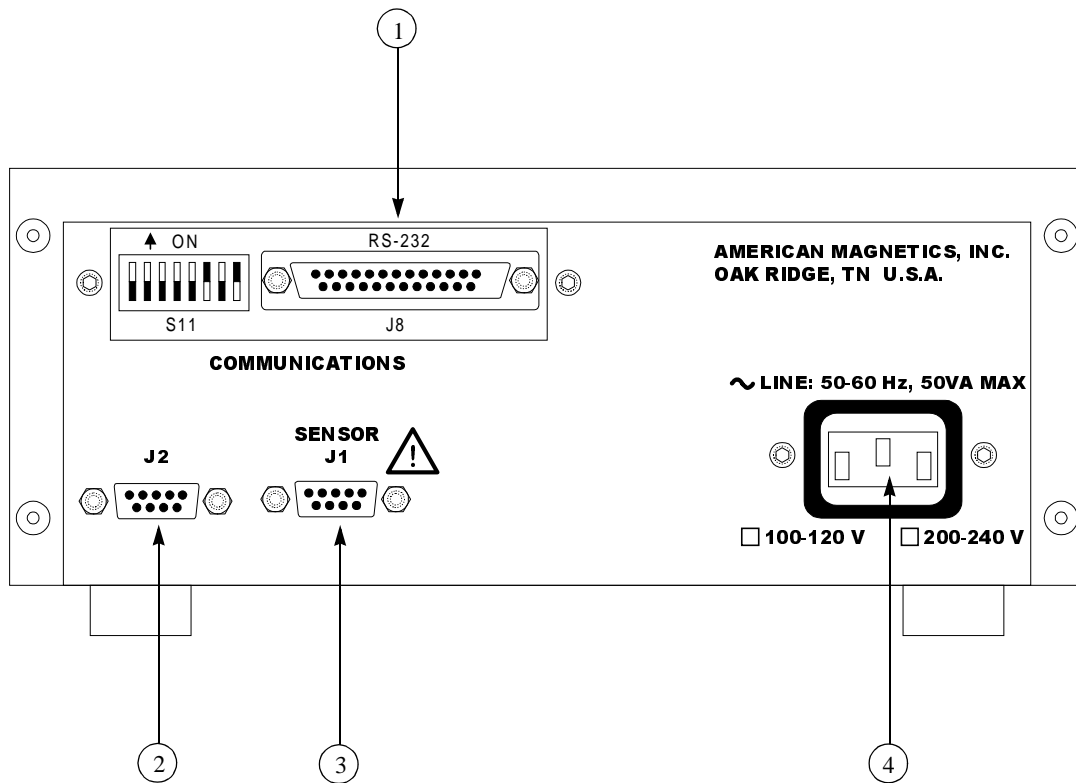 1
ON
RS-232
S11
J8
COMMUNICATIONS
AMERICAN MAGNETICS, INC.
OAK RIDGE, TN U.S.A.
~ LINE: 50-60 Hz, 50VA MAX
J2
SENSOR
J1
!
100-120 V
200-240 V
2
3
4